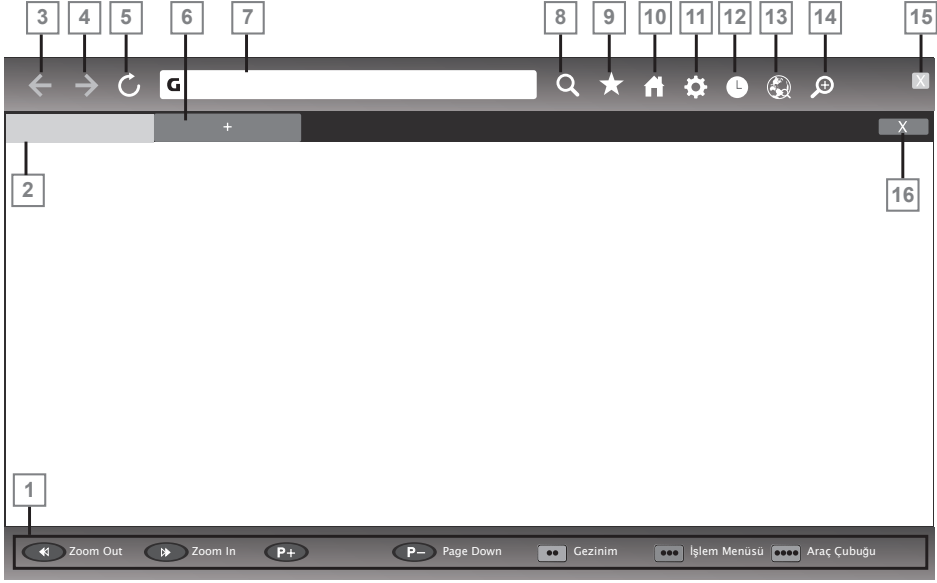 3 4 5 6 7 8 9 10 11 12 13 14 15
G
X
+
X
2
16
1
Zoom Out Zoom In P+ P− Page Down Gezinim İşlem Menüsü Araç Çubuğu